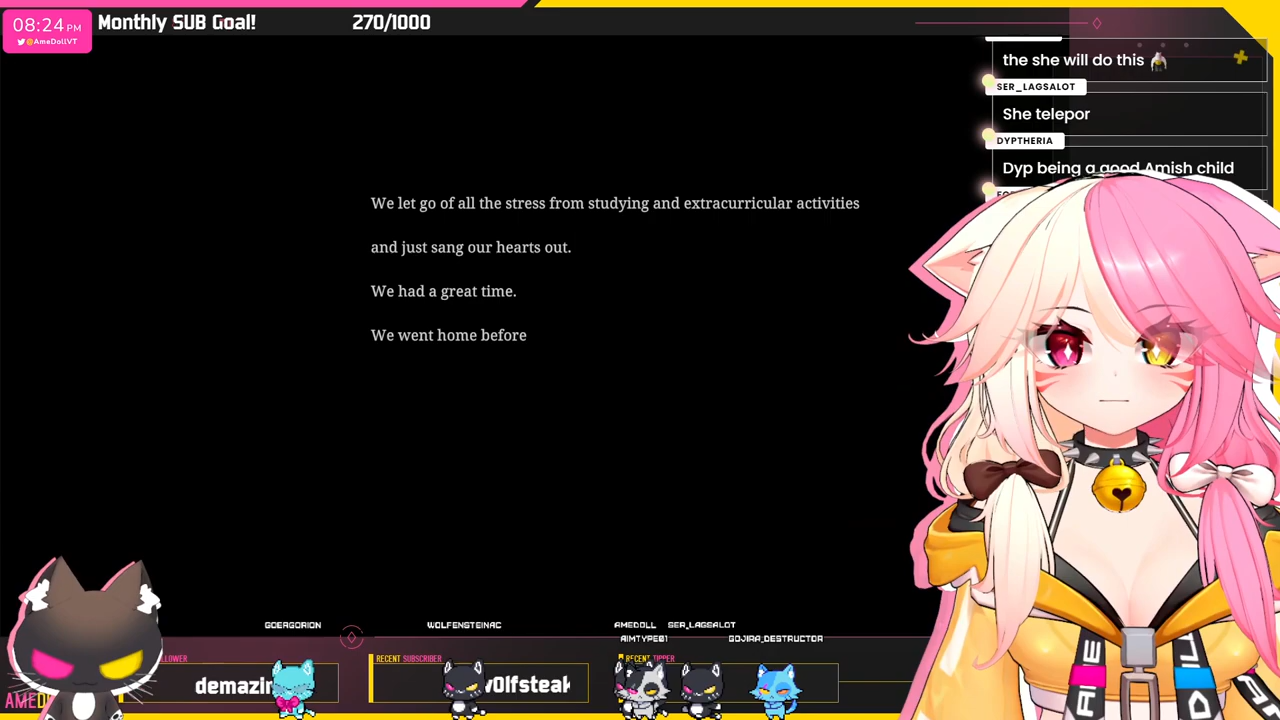 08:24 PM
@AmeDollVT
Monthly SUB Goal!
270/1000
the she will do this
SER_LAGSALOT
She telepor
DYPTHERIA
Dyp being a good Amish child
We let go of all the stress from studying and extracurricular activities
and just sang our hearts out.
We had a great time.
We went home before
GOERGORION
WOLFENSTEINAC
AMEDOLL
SER_LAGSALOT
AIMTYPE01
GOJIRA_DESTRUCTOR
RECENT SUBSCRIBER
RECENT TIPPER